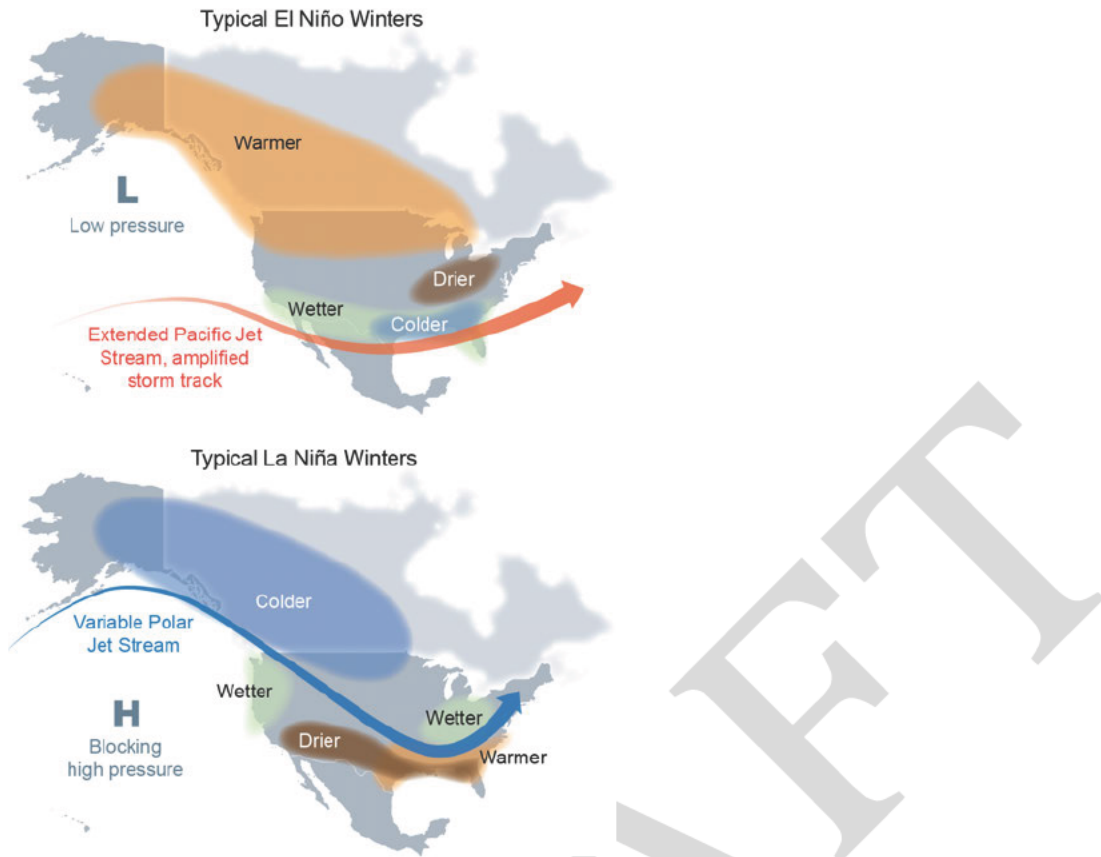 Typical El Niño Winters
Warmer
L
Low pressure
Drier
Wetter
Colder
Extended Pacific Jet
Stream, amplified
storm track
Typical La Niña Winters
Colder
Variable Polar
Jet Stream
Wetter
H
Blocking
high pressure
Wetter
Drier
Warmer
AFT